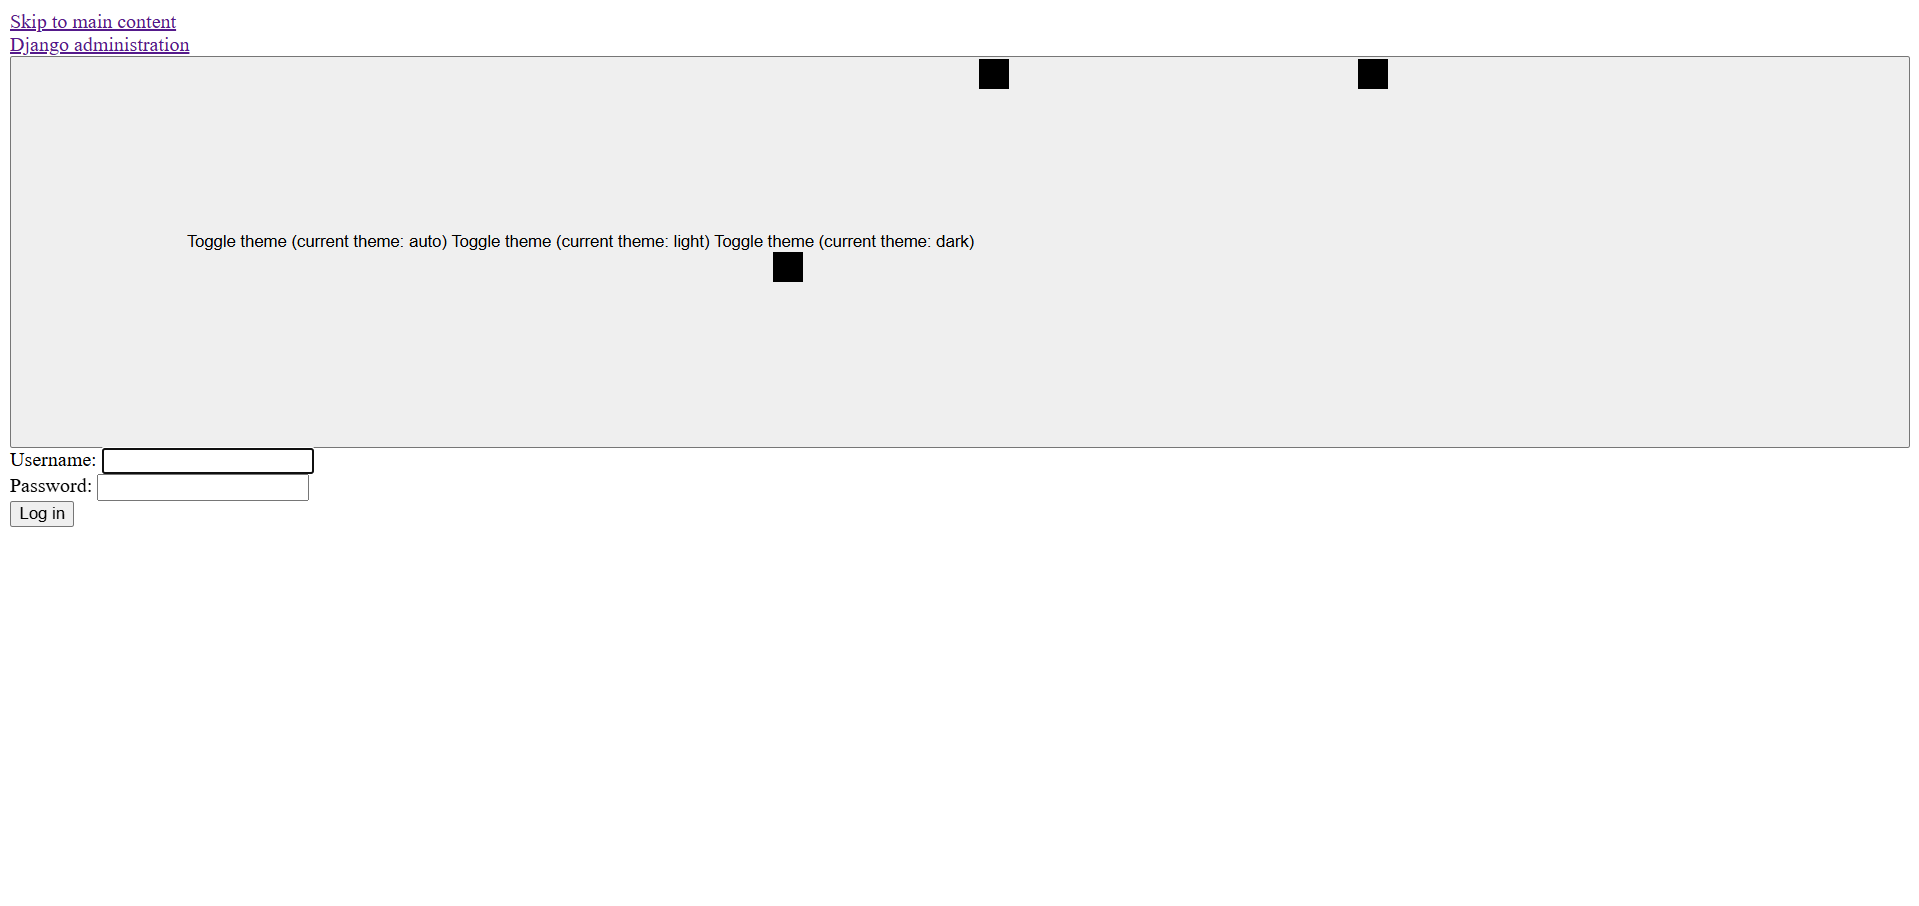 Skip to main content
Django administration
Toggle theme (current theme: auto) Toggle theme (current theme: light) Toggle theme (current theme: dark)
Username:
Password:
Log in